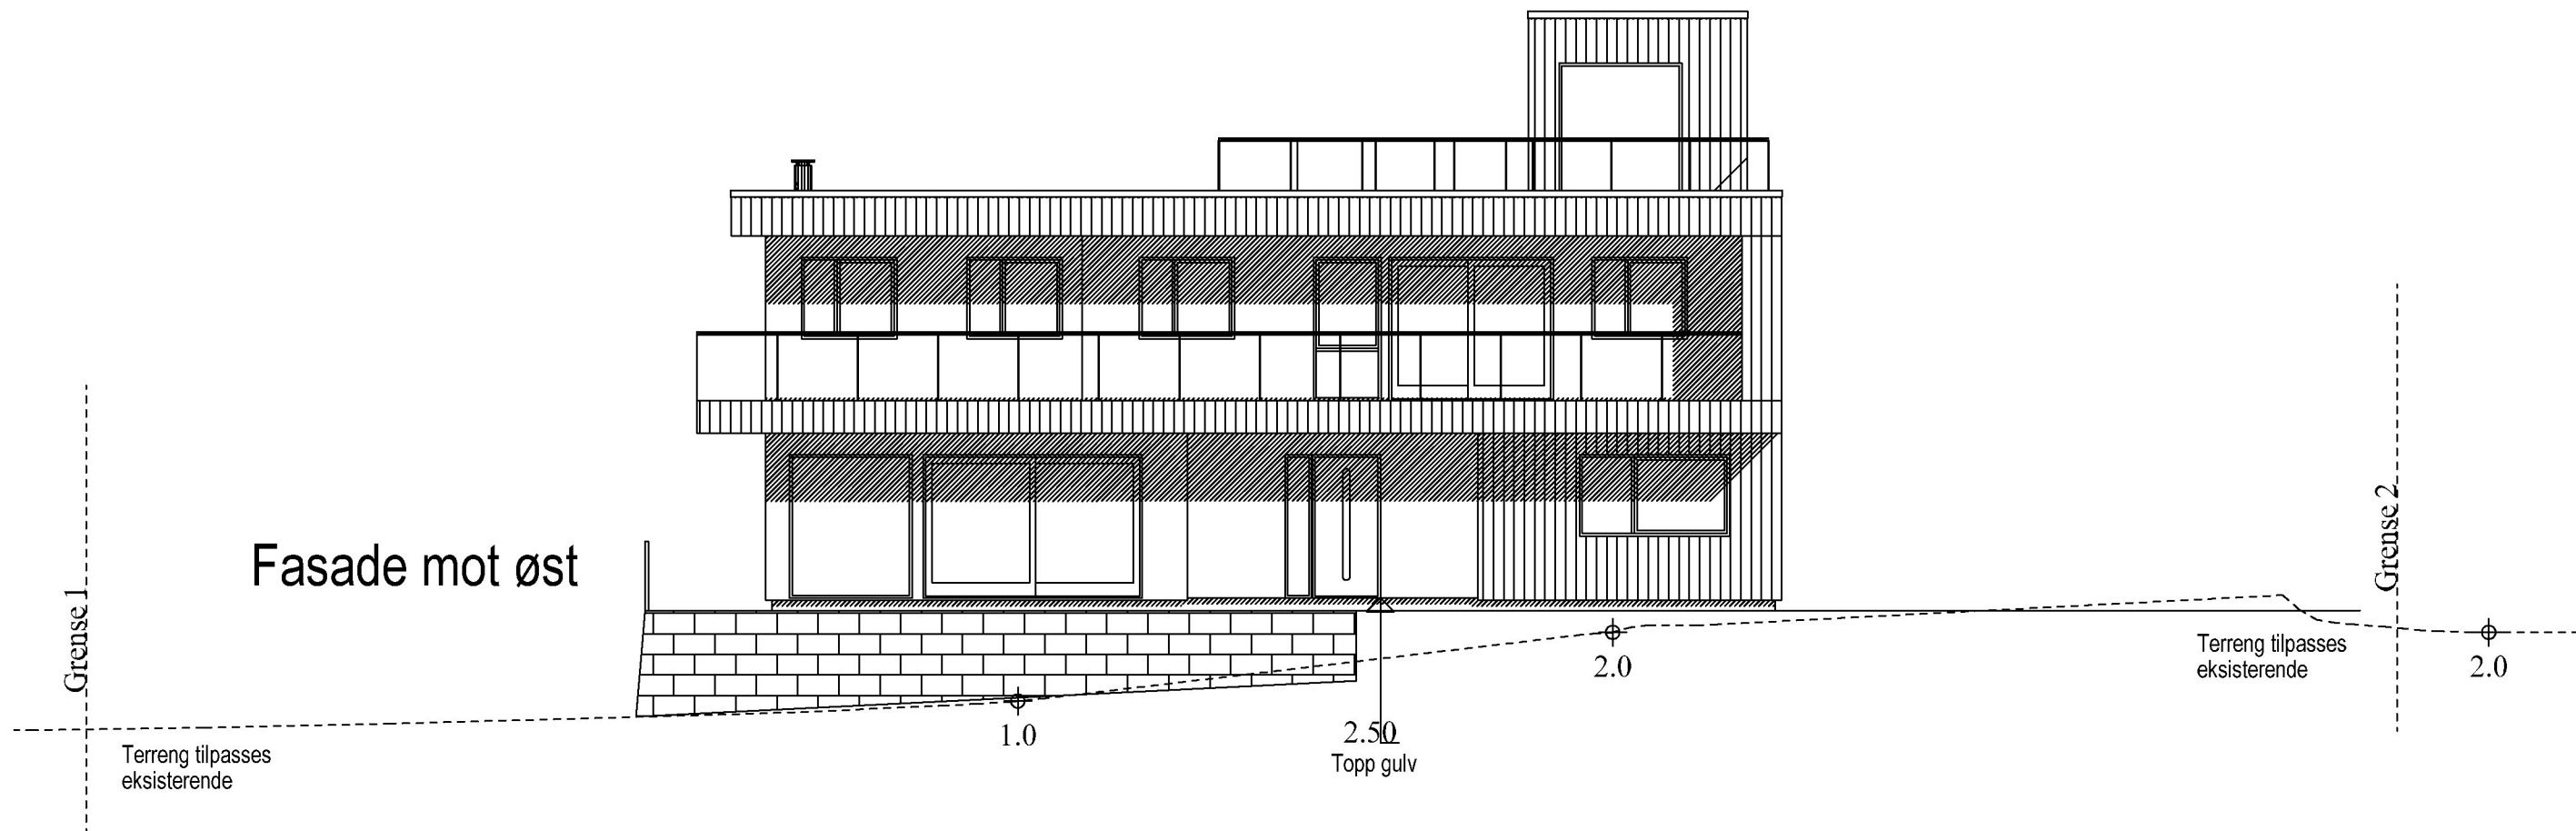 Fasade mot øst
Grense 1
Grense 2
Terreng tilpasses
eksisterende
1.0
2.50
Topp gulv
2.0
Terreng tilpasses
eksisterende
2.0